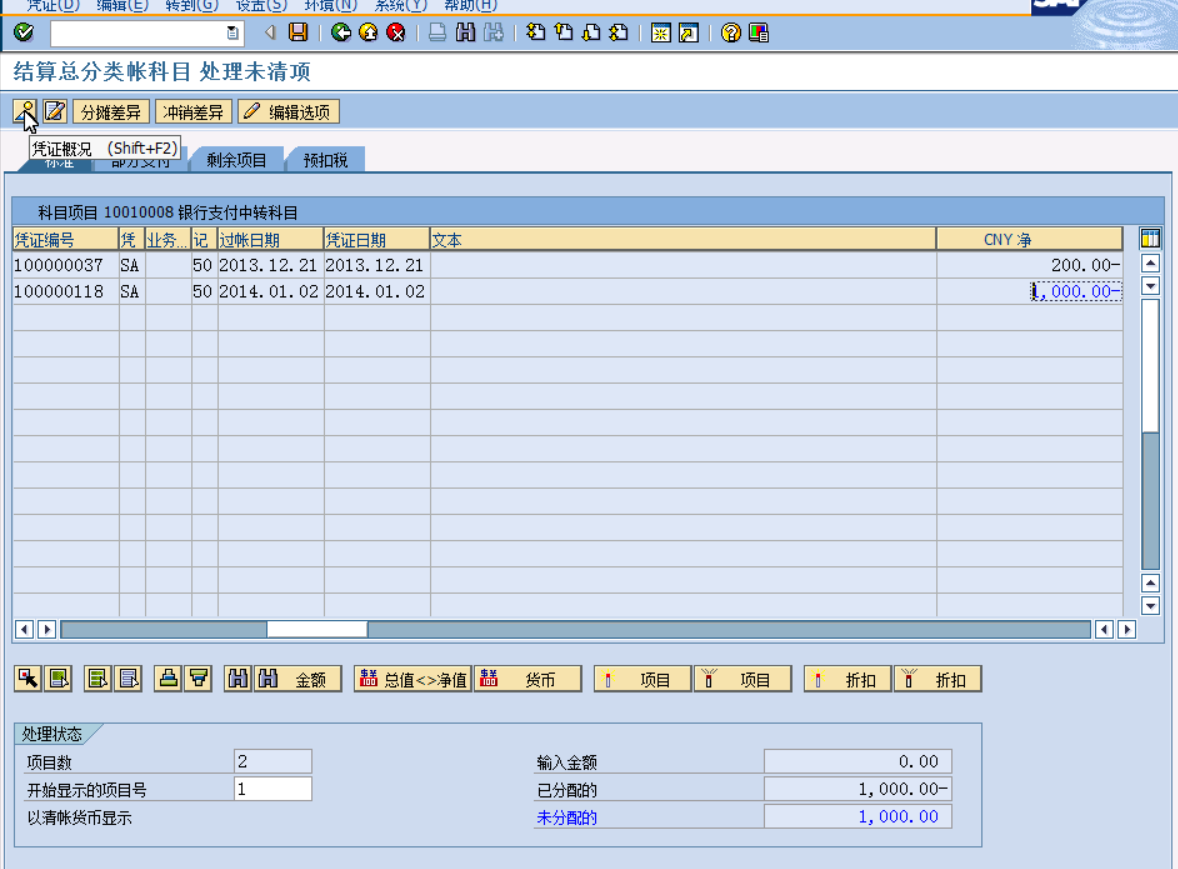 凭证(D) 编辑(E) 转到(G) 设置(S) 环境(N) 系统(Y) 帮助(H)
结算总分类帐科目 处理未清项
分摊差异 冲销差异 编辑选项
凭证概况 (Shift+F2)
标准 部分支付 剩余项目 预扣税
科目项目 10010008 银行支付中转科目
凭证编号 凭 业务... 记 过帐日期 凭证日期 文本 CNY 净
100000037 SA 50 2013.12.21 2013.12.21 200.00-
100000118 SA 50 2014.01.02 2014.01.02 1,000.00-
金额 总值<>净值 货币 项目 项目 折扣 折扣
处理状态
项目数 2 输入金额 0.00
开始显示的项目号 1 已分配的 1,000.00-
以清帐货币显示 未分配的 1,000.00